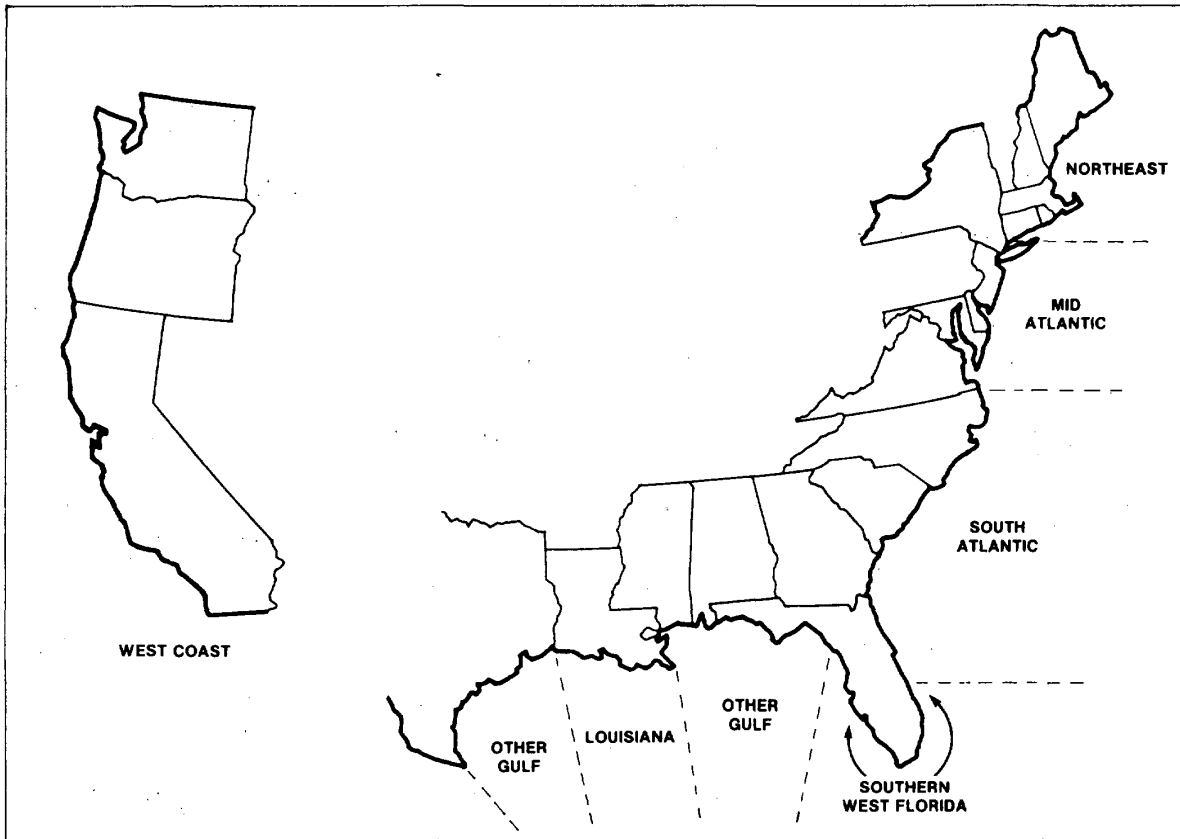 NORTHEAST
MID
ATLANTIC
SOUTH
ATLANTIC
WEST COAST
OTHER
GULF
LOUISIANA
OTHER
GULF
SOUTHERN
WEST FLORIDA